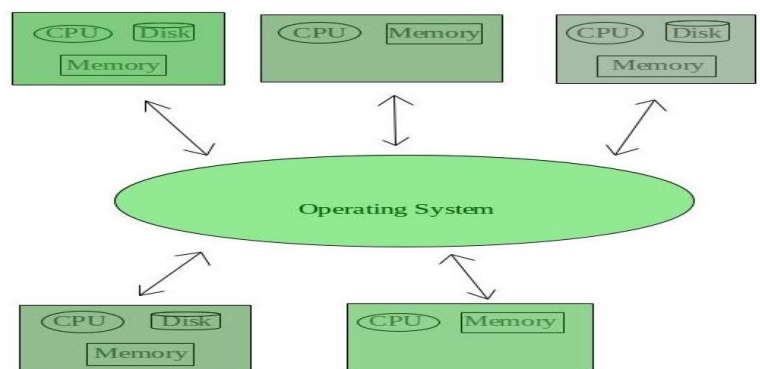 CPU Disk
Memory
CPU Memory
CPU Disk
Memory
Operating System
CPU Disk
Memory
CPU Memory